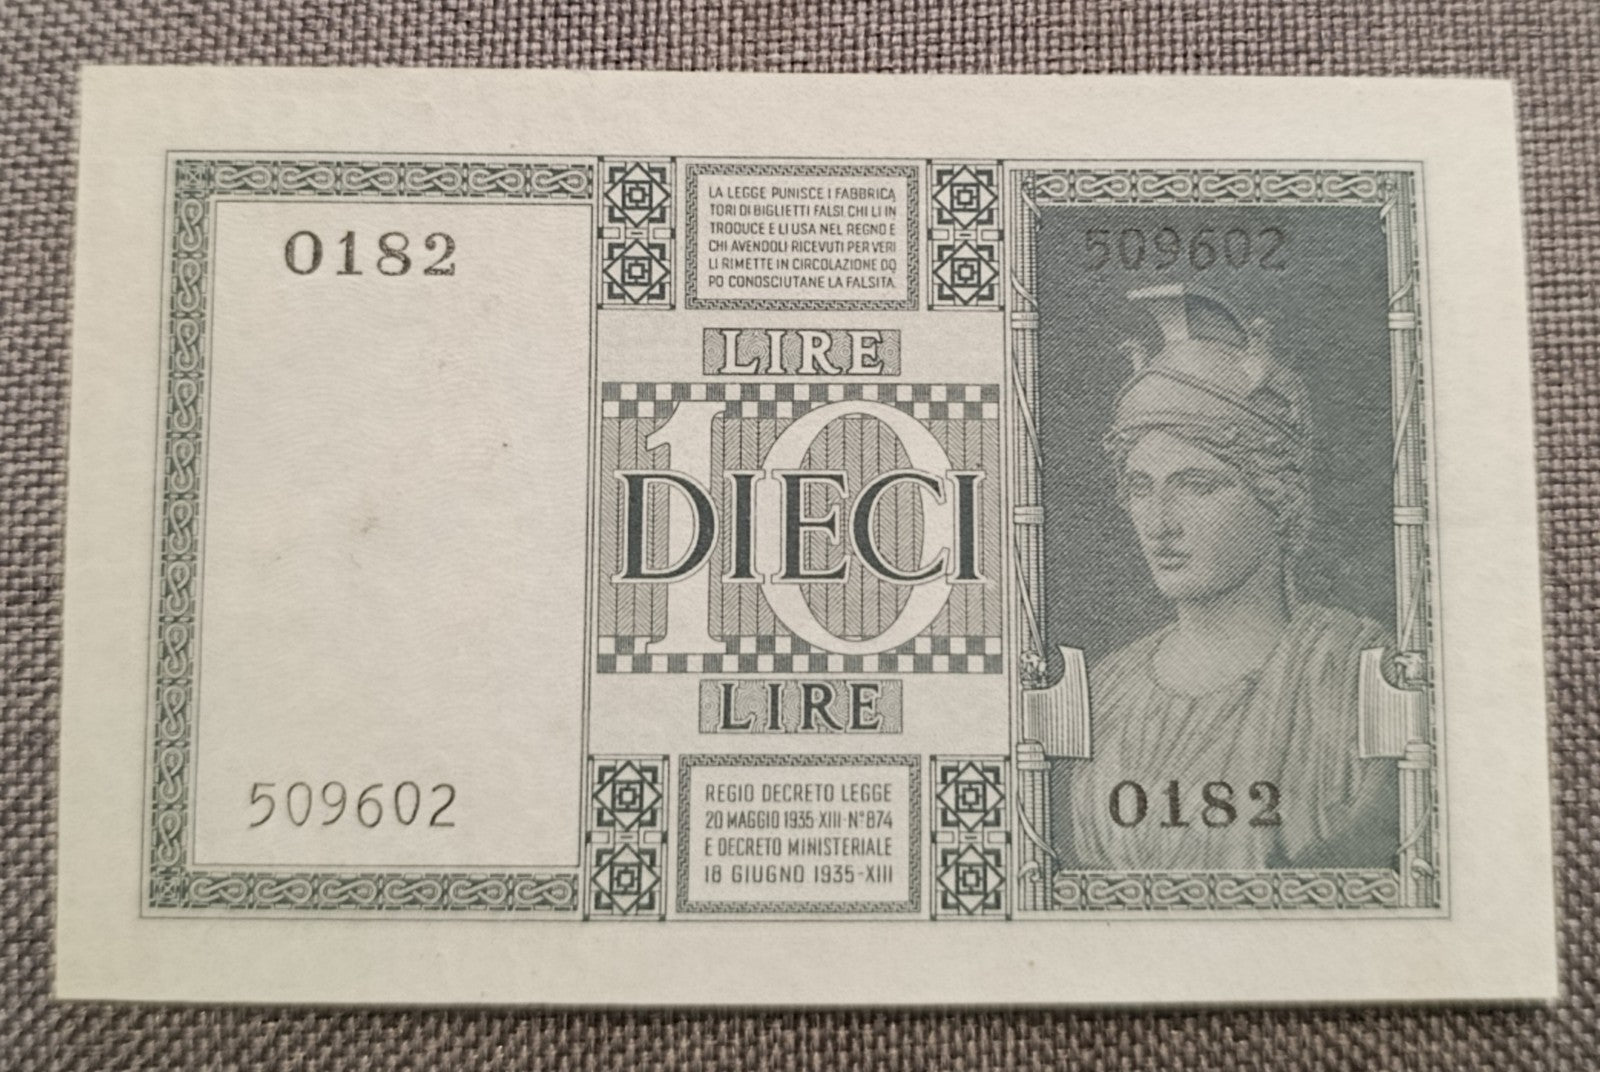 0182
509602
LA LEGGE PUNISCE I FABBRICA
TORI DI BIGLIETTI FALSI, CHI LI IN
TRODUCE E LI USA NEL REGNO E
CHI AVENDOLI RICEVUTI PER VERI
LI RIMETTE IN CIRCOLAZIONE DO
PO CONOSCIUTANE LA FALSITA.
LIRE
10
DIECI
LIRE
REGIO DECRETO LEGGE
20 MAGGIO 1935 XIII-N° 874
E DECRETO MINISTERIALE
18 GIUGNO 1935-XIII
509602
0182